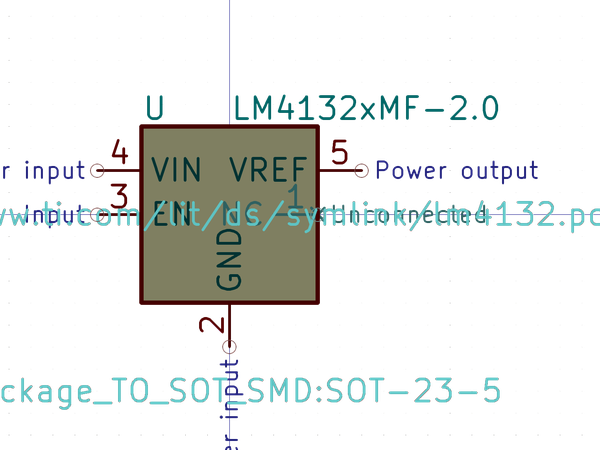 U LM4132xMF-2.0
r input 4 VIN VREF 5 Power output
input 3 EN NC 1 Unconnected
w.ti.com/lit/ds/symlink/lm4132.pd
GND
2
ckage_TO_SOT_SMD:SOT-23-5
er input